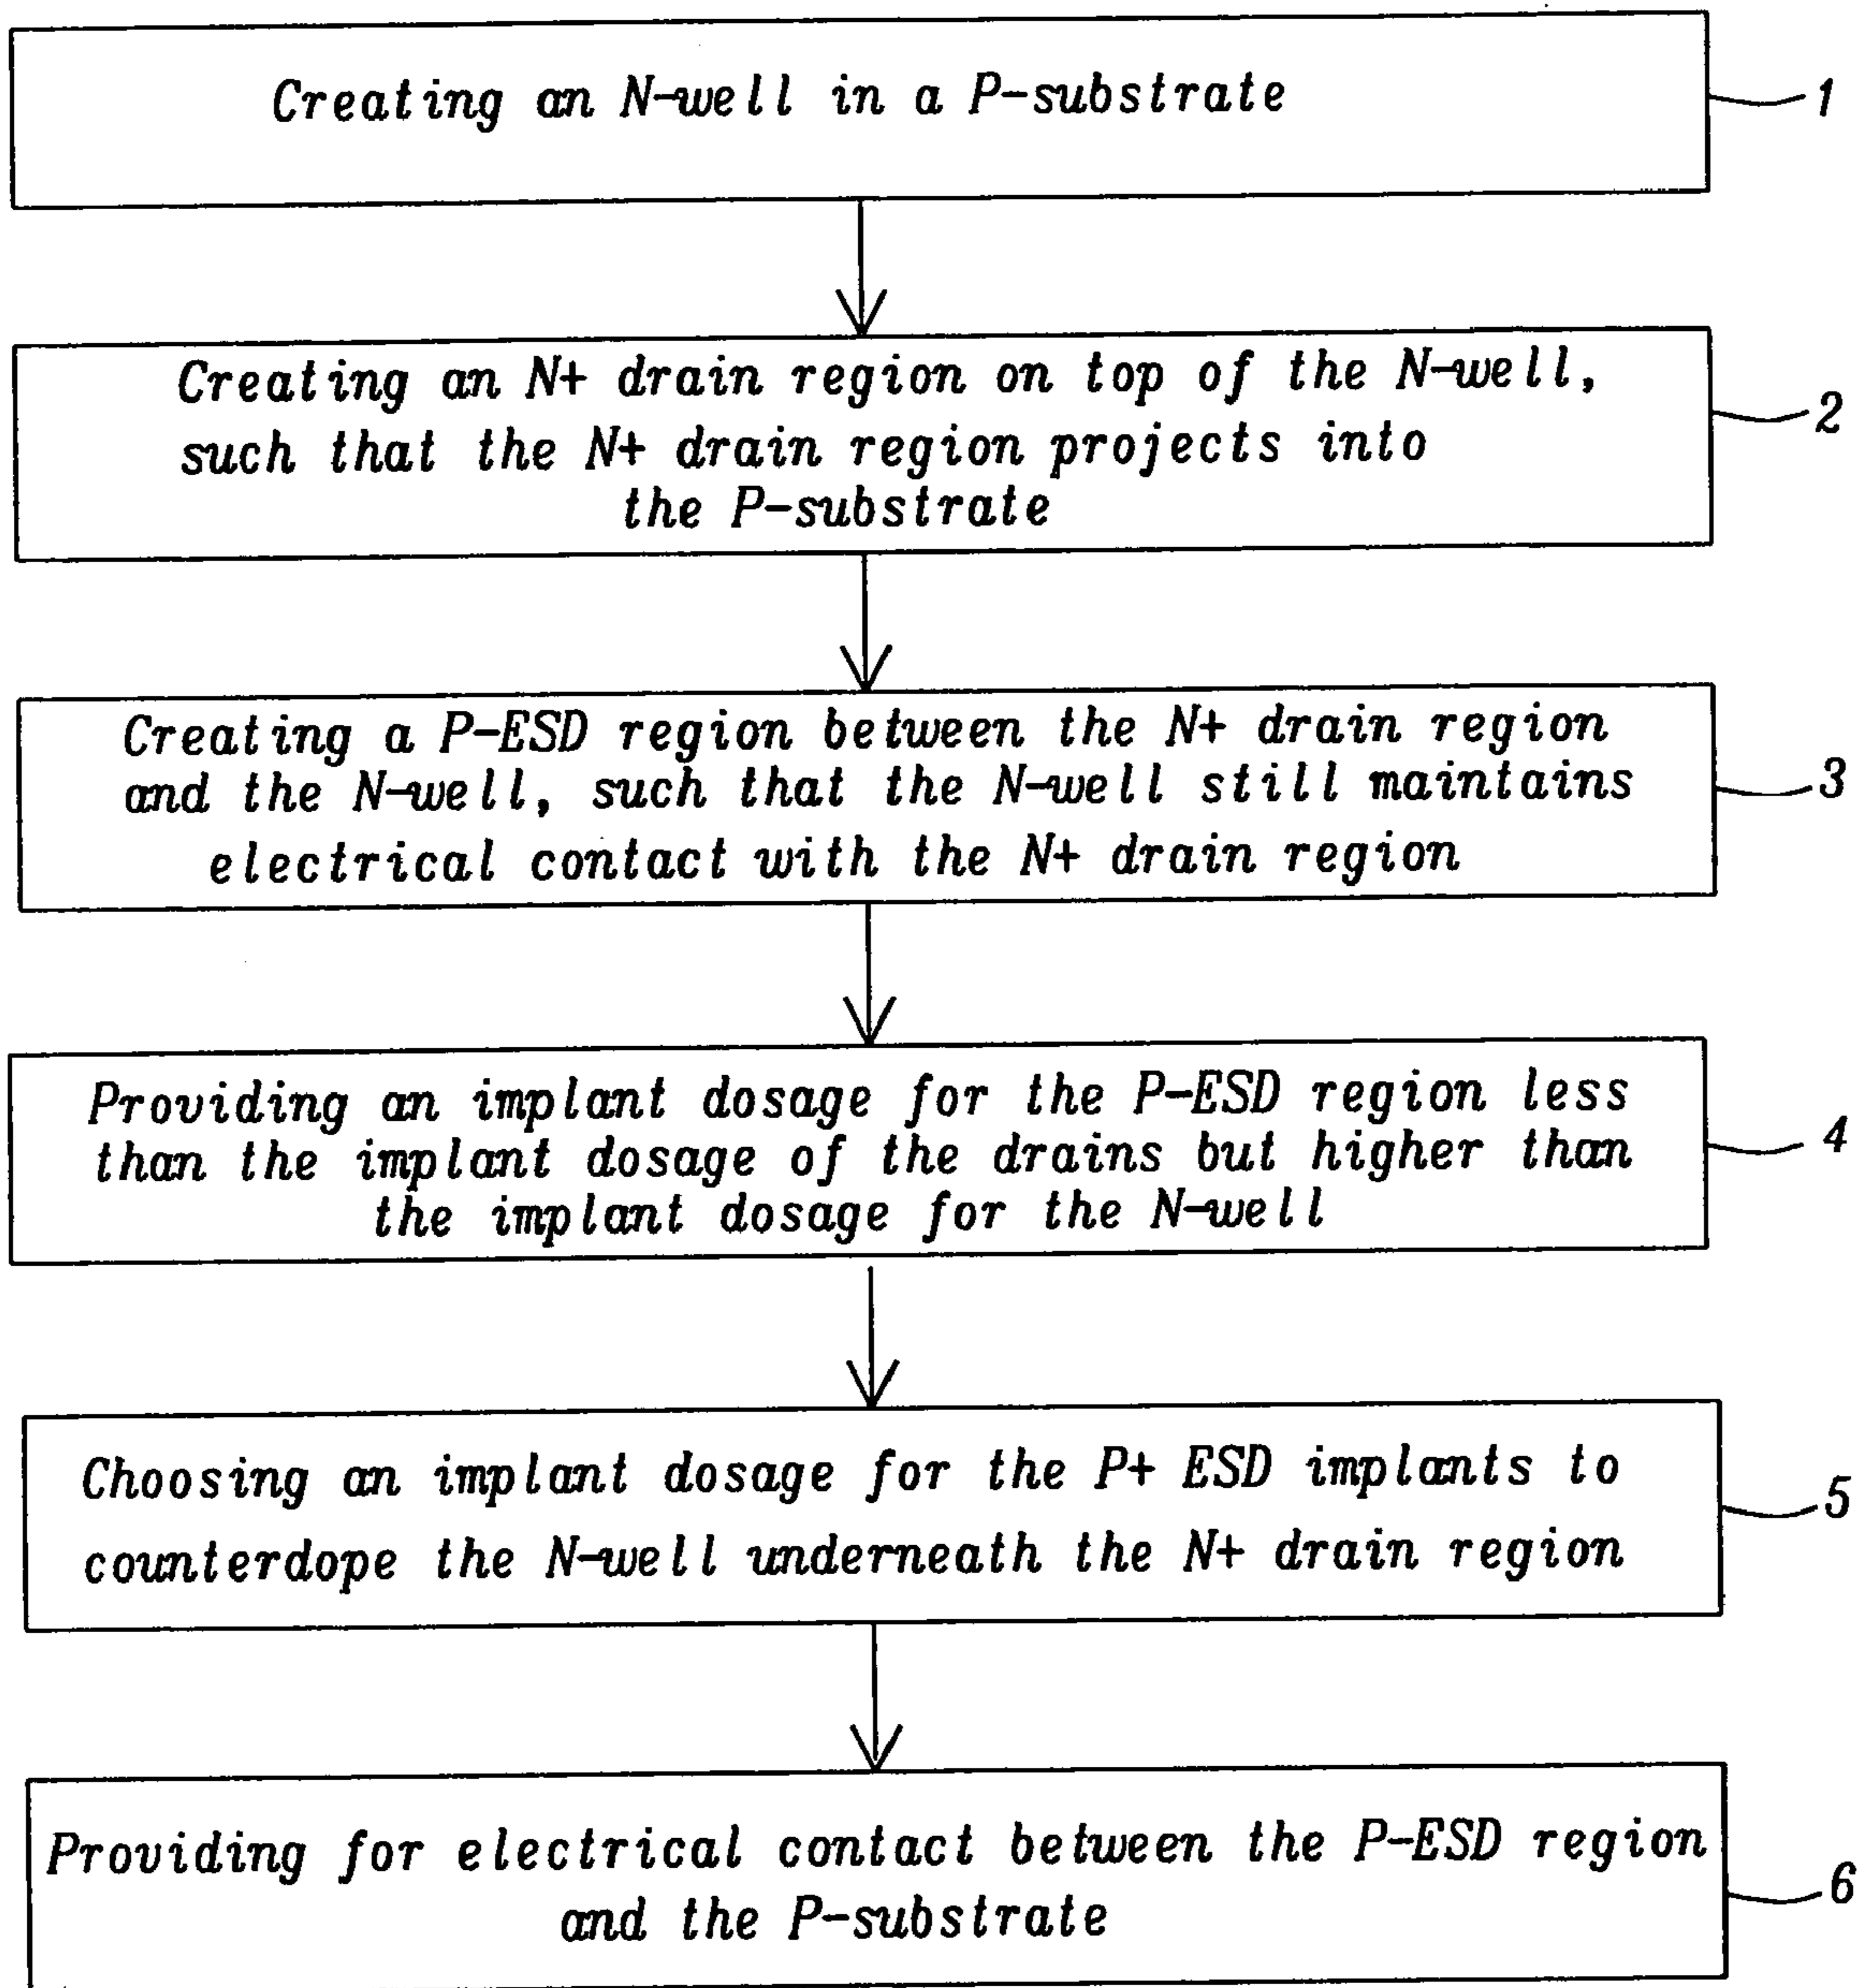 Creating an N-well in a P-substrate
1
Creating an N+ drain region on top of the N-well,
such that the N+ drain region projects into
the P-substrate
2
Creating a P-ESD region between the N+ drain region
and the N-well, such that the N-well still maintains
electrical contact with the N+ drain region
3
Providing an implant dosage for the P-ESD region less
than the implant dosage of the drains but higher than
the implant dosage for the N-well
4
Choosing an implant dosage for the P+ ESD implants to
counterdope the N-well underneath the N+ drain region
5
Providing for electrical contact between the P-ESD region
and the P-substrate
6